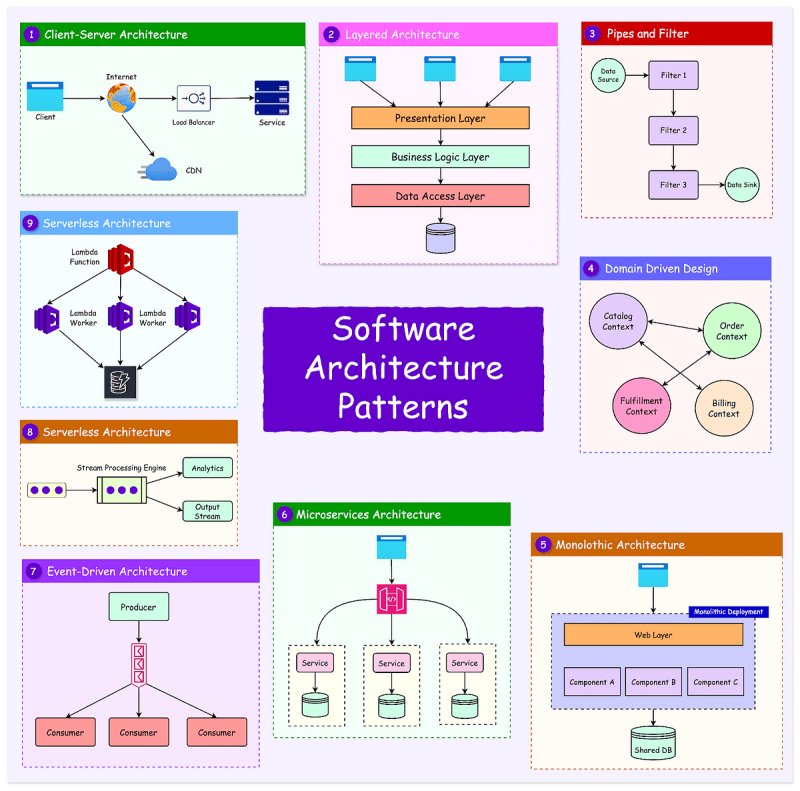 1 Client-Server Architecture
Client
Internet
Load Balancer
Service
CDN
2 Layered Architecture
Presentation Layer
Business Logic Layer
Data Access Layer
3 Pipes and Filter
Data
Source
Filter 1
Filter 2
Filter 3
Data Sink
9 Serverless Architecture
Lambda
Function
Lambda
Worker
Lambda
Worker
Software
Architecture
Patterns
4 Domain Driven Design
Catalog
Context
Order
Context
Fulfillment
Context
Billing
Context
8 Serverless Architecture
Stream Processing Engine
Analytics
Output
Stream
6 Microservices Architecture
Service
Service
Service
5 Monolothic Architecture
Monolithic Deployment
Web Layer
Component A
Component B
Component C
Shared DB
7 Event-Driven Architecture
Producer
Consumer
Consumer
Consumer